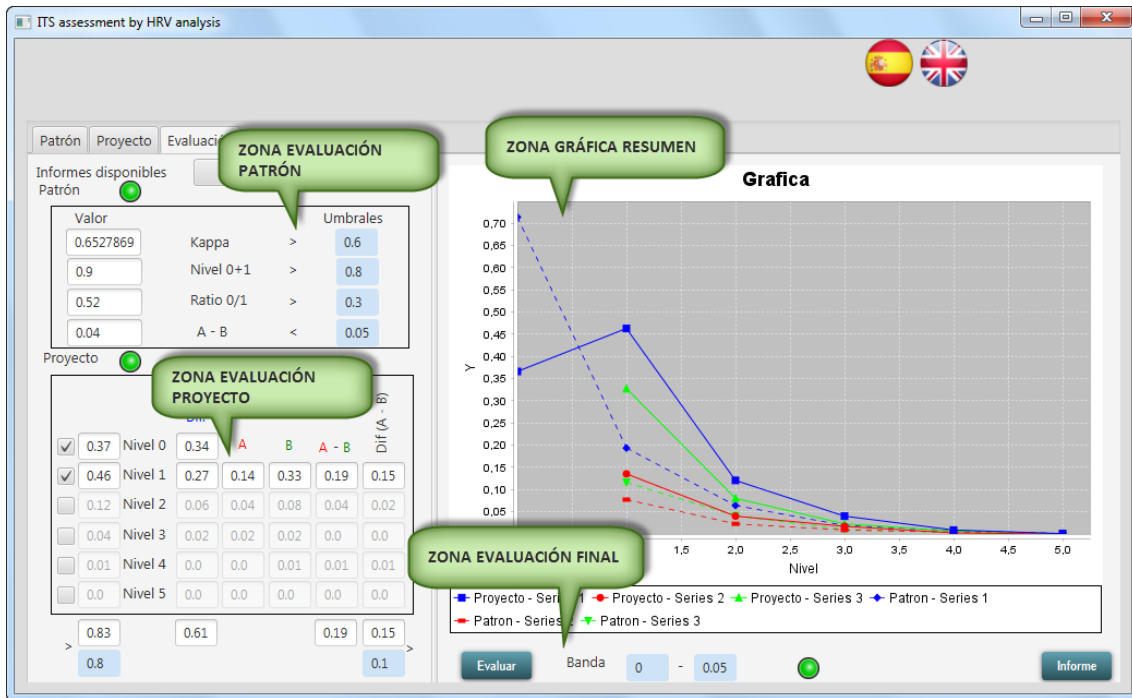 ITS assessment by HRV analysis
Patrón Proyecto Evaluaci
ZONA EVALUACIÓN
PATRÓN
ZONA GRÁFICA RESUMEN
Informes disponibles
Patrón
Valor Umbrales
0.6527869 Kappa > 0.6
0.9 Nivel 0+1 > 0.8
0.52 Ratio 0/1 > 0.3
0.04 A - B < 0.05
Proyecto
ZONA EVALUACIÓN
PROYECTO
Dif (A - B)
0.37 Nivel 0 0.34 A B A - B
0.46 Nivel 1 0.27 0.14 0.33 0.19 0.15
0.12 Nivel 2 0.06 0.04 0.08 0.04 0.02
0.04 Nivel 3 0.02 0.02 0.02 0.0 0.0
0.01 Nivel 4 0.0 0.0 0.01 0.01 0.01
0.0 Nivel 5 0.0 0.0 0.0 0.0 0.0
> 0.83 0.61 0.19 0.15 >
0.8 0.1
Grafica
0,70
0,65
0,60
0,55
0,50
0,45
0,40
0,35
0,30
0,25
0,20
0,15
0,10
0,05
Y
1,5 2,0 2,5 3,0 3,5 4,0 4,5 5,0
Nivel
ZONA EVALUACIÓN FINAL
Proyecto - Series 1 Proyecto - Series 2 Proyecto - Series 3 Patron - Series 1
Patron - Series Patron - Series 3
Evaluar Banda 0 - 0.05 Informe